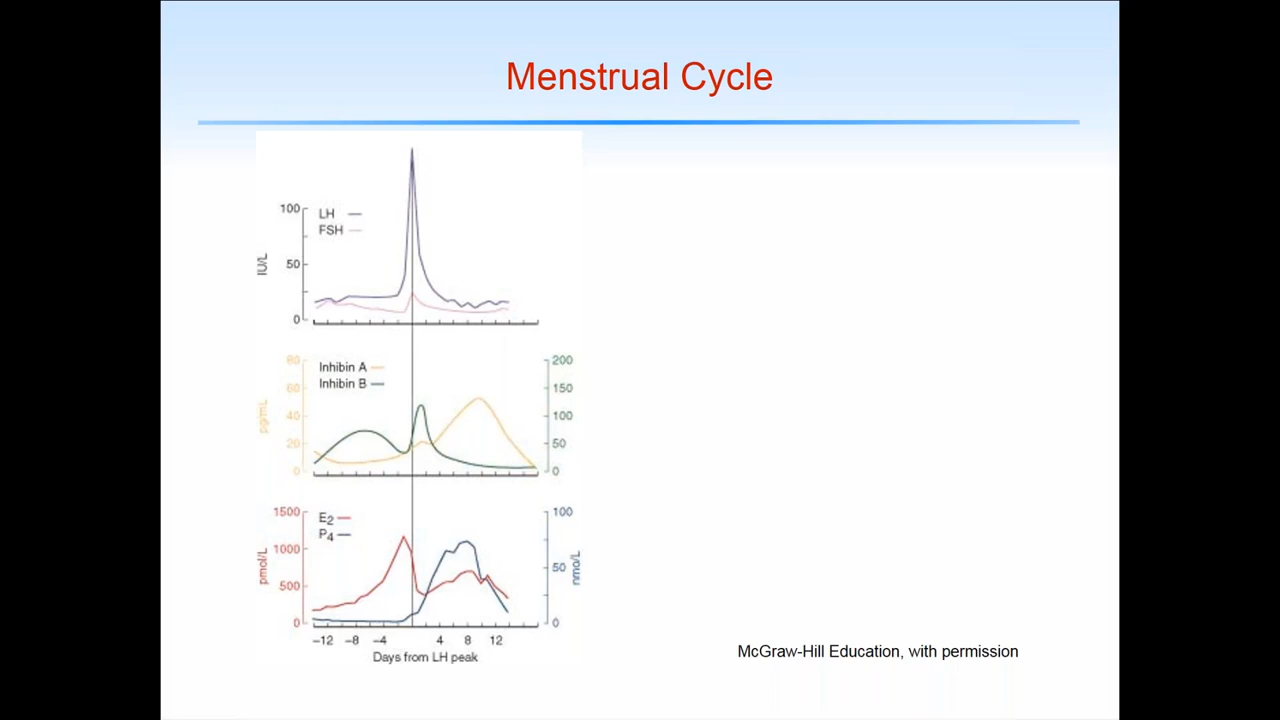 Menstrual Cycle
100
50
0
IU/L
LH
FSH
80
60
40
20
0
pg/mL
Inhibin A
Inhibin B
200
150
100
50
0
1500
1000
500
0
pmol/L
E2
P4
100
50
0
nmo/L
−12 −8 −4 4 8 12
Days from LH peak
McGraw-Hill Education, with permission